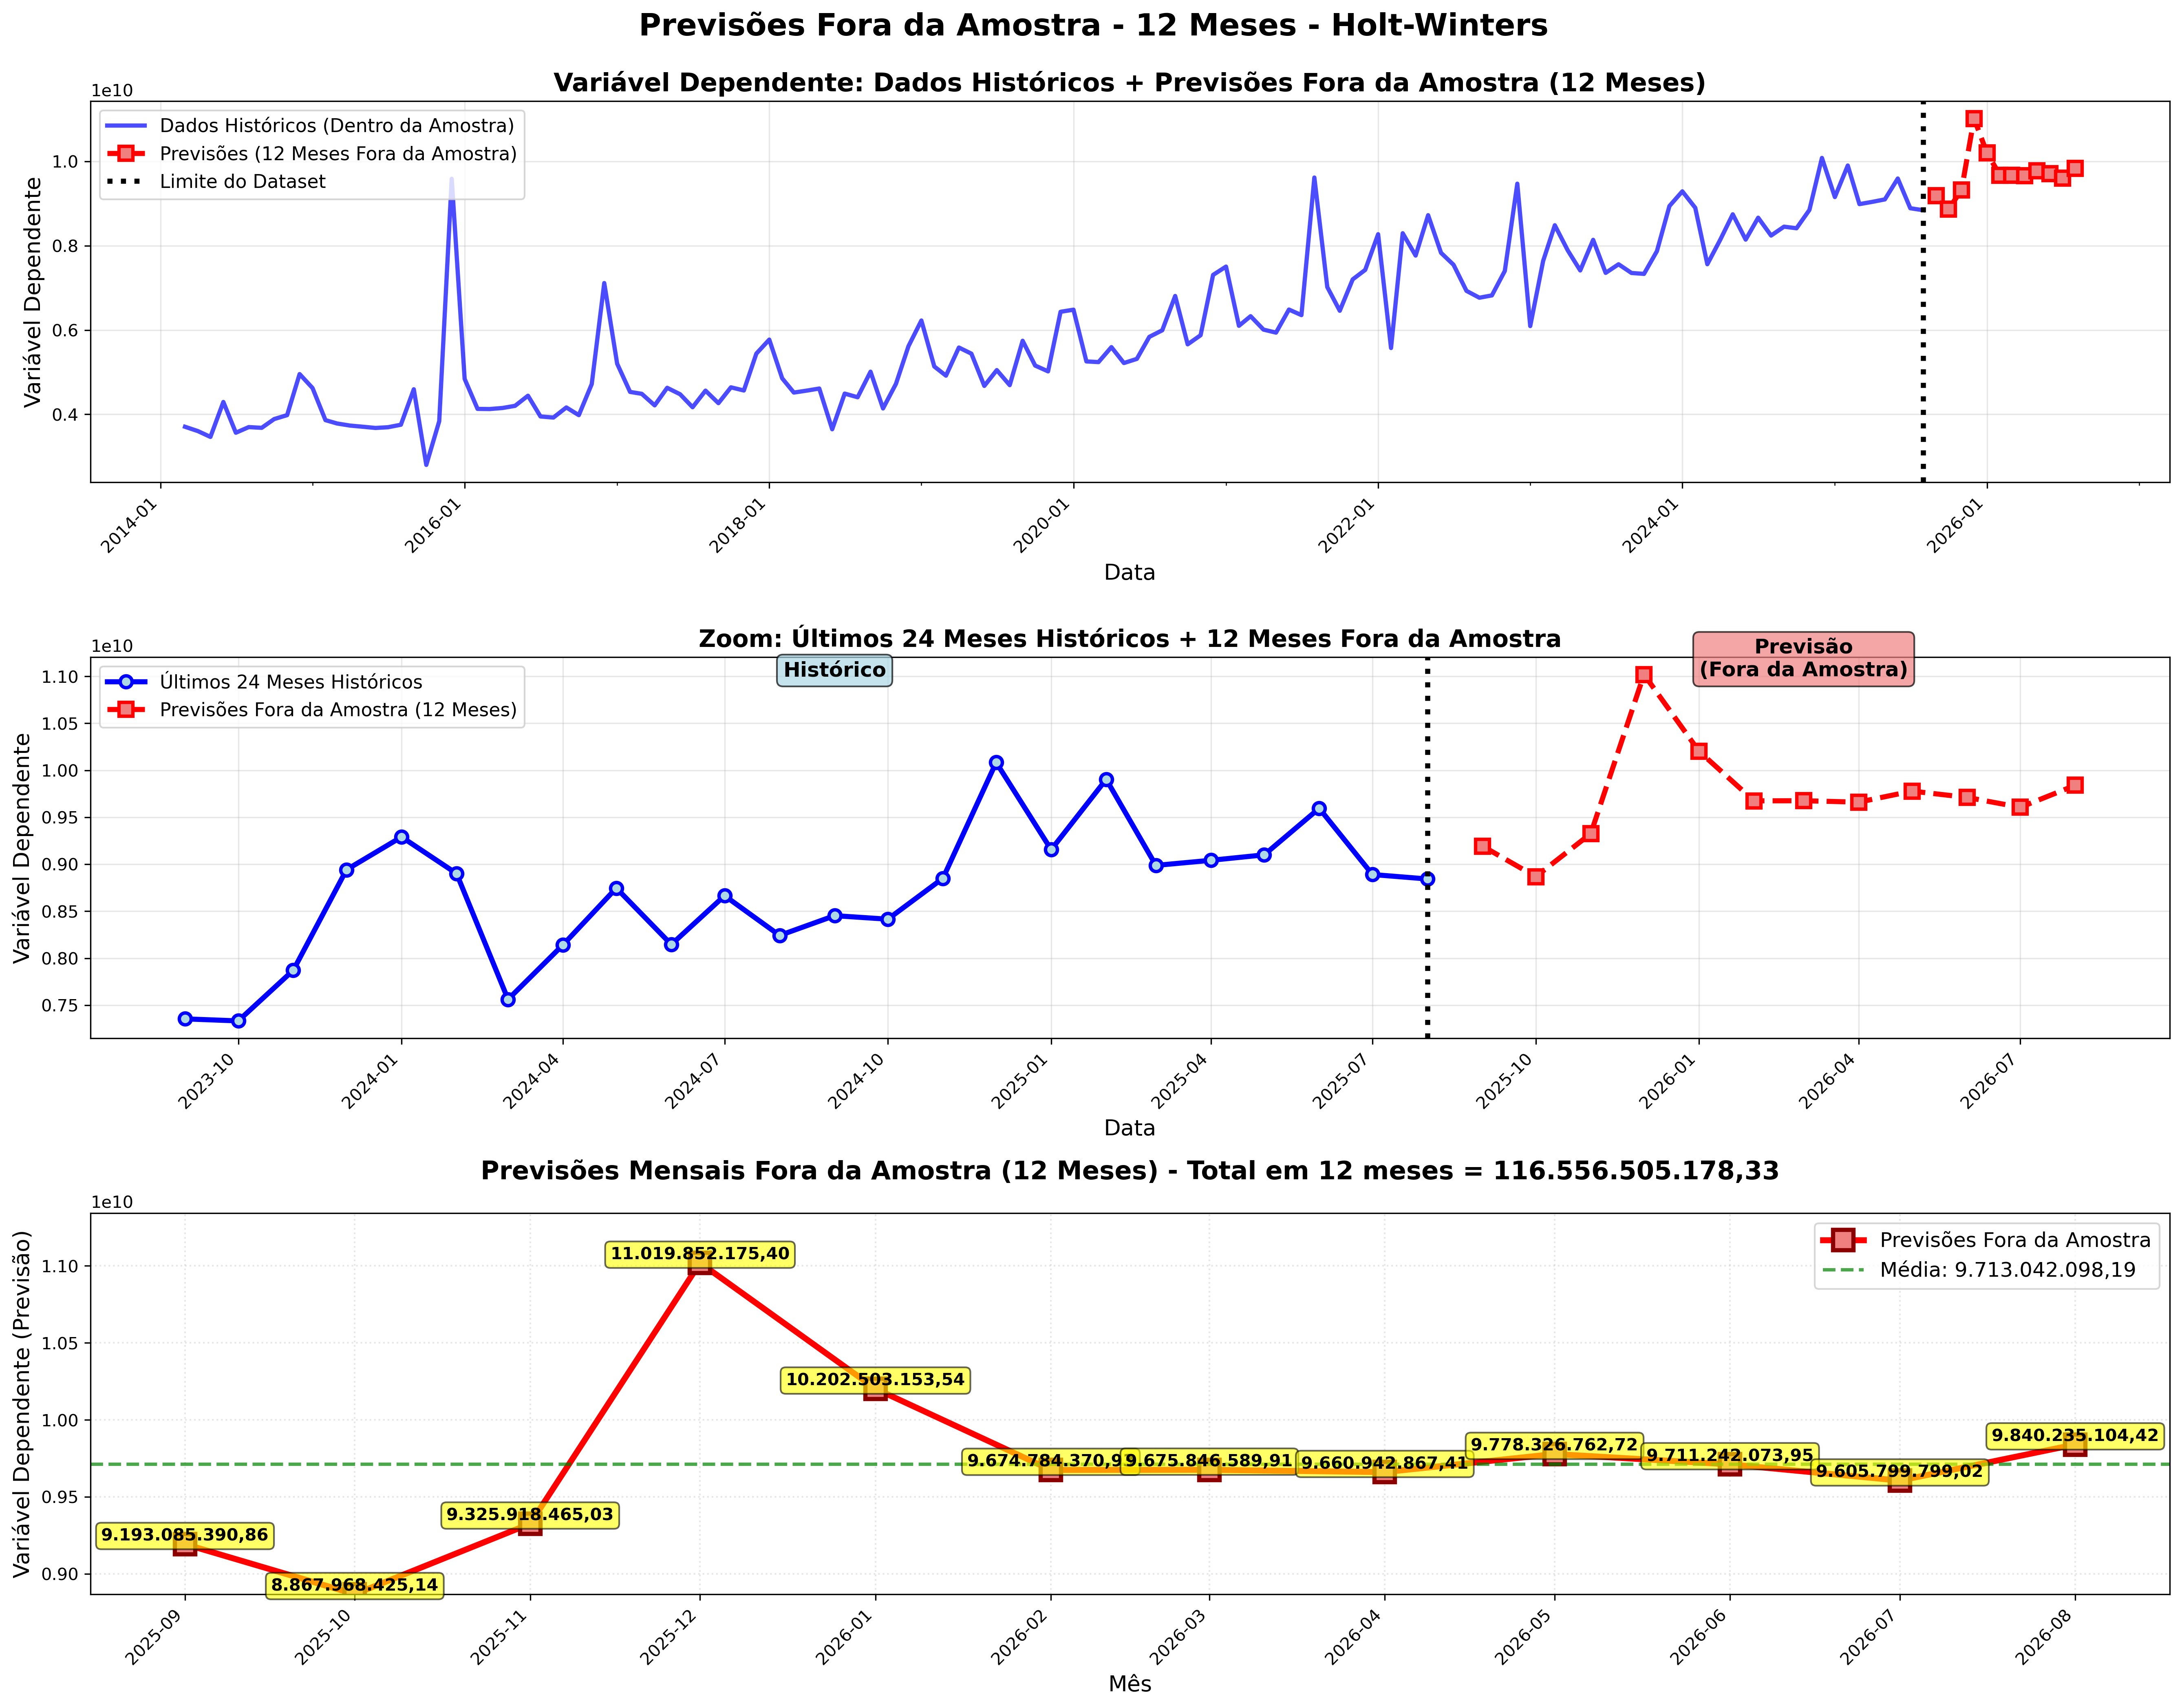 Previsões Fora da Amostra - 12 Meses - Holt-Winters
Variável Dependente: Dados Históricos + Previsões Fora da Amostra (12 Meses)
1e10
Dados Históricos (Dentro da Amostra)
Previsões (12 Meses Fora da Amostra)
Limite do Dataset
Variável Dependente
1.0
0.8
0.6
0.4
2014-01
2016-01
2018-01
2020-01
2022-01
2024-01
2026-01
Data
Zoom: Últimos 24 Meses Históricos + 12 Meses Fora da Amostra
1e10
Últimos 24 Meses Históricos
Previsões Fora da Amostra (12 Meses)
Histórico
Previsão
(Fora da Amostra)
Variável Dependente
1.10
1.05
1.00
0.95
0.90
0.85
0.80
0.75
2023-10
2024-01
2024-04
2024-07
2024-10
2025-01
2025-04
2025-07
2025-10
2026-01
2026-04
2026-07
Data
Previsões Mensais Fora da Amostra (12 Meses) - Total em 12 meses = 116.556.505.178,33
1e10
Previsões Fora da Amostra
Média: 9.713.042.098,19
Variável Dependente (Previsão)
1.10
1.05
1.00
0.95
0.90
9.193.085.390,86
8.867.968.425,14
9.325.918.465,03
11.019.852.175,40
10.202.503.153,54
9.675.846.589,91
9.660.942.867,41
9.778.326.762,72
9.711.242.073,95
9.605.799.799,02
9.840.235.104,42
2025-09
2025-10
2025-11
2025-12
2026-01
2026-02
2026-03
2026-04
2026-05
2026-06
2026-07
2026-08
Mês